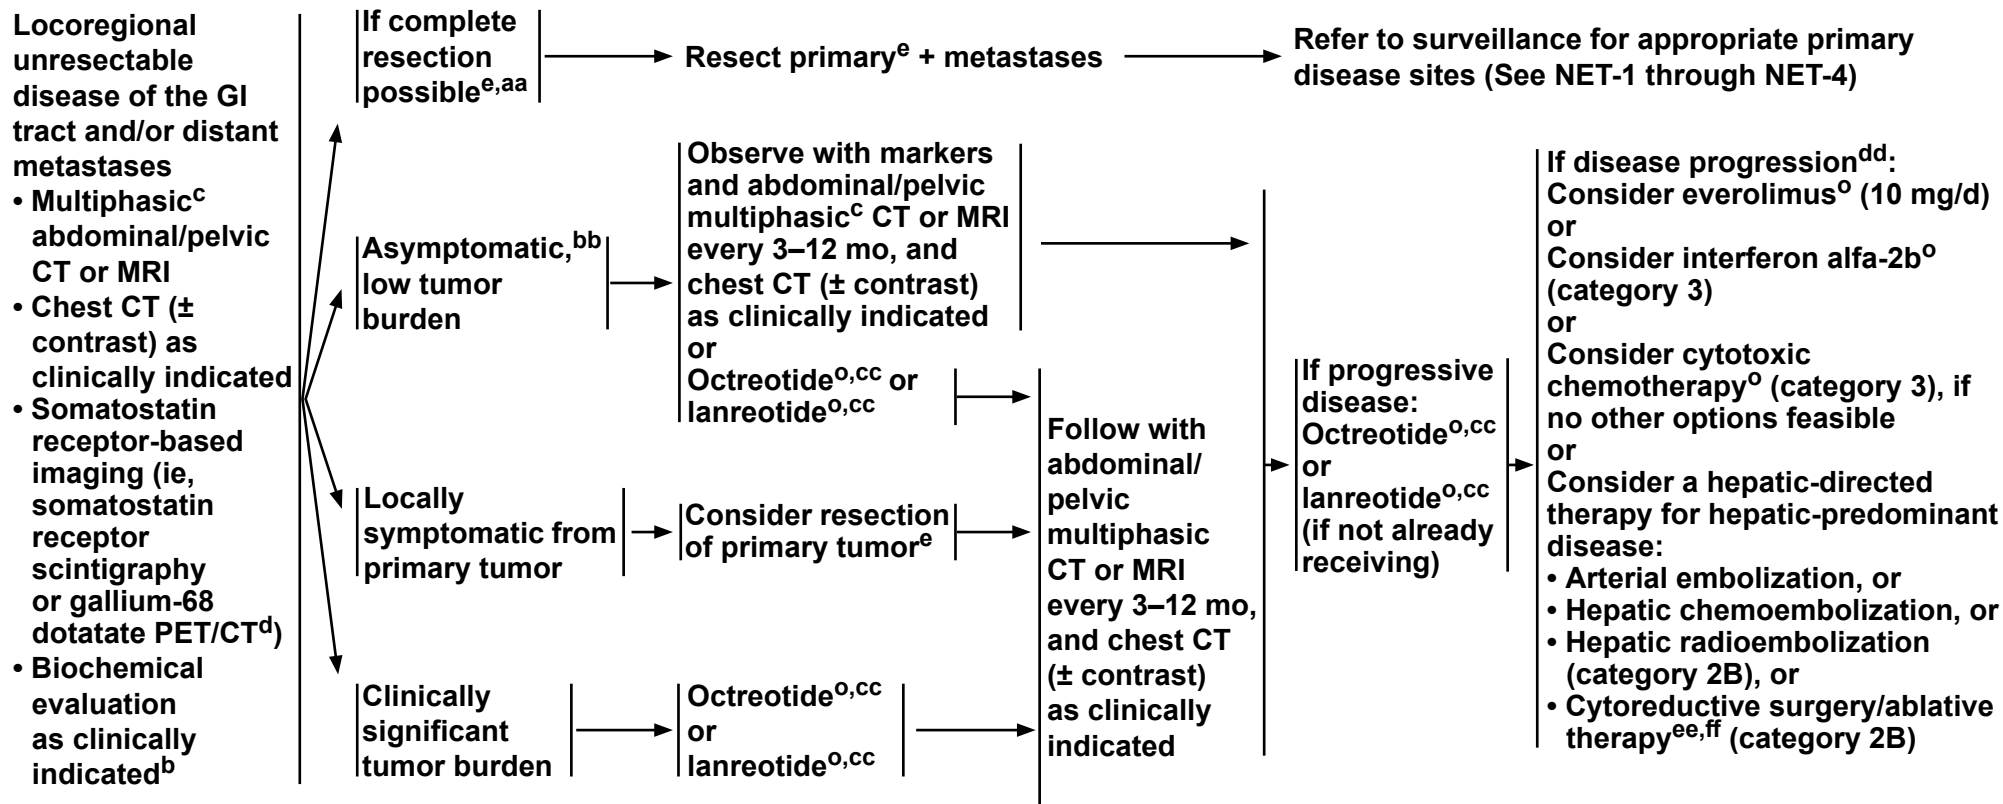 Locoregional
unresectable
disease of the GI
tract and/or distant
metastases
• Multiphasicᶜ
abdominal/pelvic
CT or MRI
• Chest CT (±
contrast) as
clinically indicated
• Somatostatin
receptor-based
imaging (ie,
somatostatin
receptor
scintigraphy
or gallium-68
dotatate PET/CTᵈ)
• Biochemical
evaluation
as clinically
indicatedᵇ
If complete
resection
possibleᵉ,ᵃᵃ
Resect primaryᵉ + metastases
Refer to surveillance for appropriate primary
disease sites (See NET-1 through NET-4)
Asymptomatic,ᵇᵇ
low tumor
burden
Observe with markers
and abdominal/pelvic
multiphasicᶜ CT or MRI
every 3–12 mo, and
chest CT (± contrast)
as clinically indicated
or
Octreotideᵒ,ᶜᶜ or
lanreotideᵒ,ᶜᶜ
Locally
symptomatic from
primary tumor
Consider resection
of primary tumorᵉ
Clinically
significant
tumor burden
Octreotideᵒ,ᶜᶜ
or
lanreotideᵒ,ᶜᶜ
Follow with
abdominal/
pelvic
multiphasic
CT or MRI
every 3–12 mo,
and chest CT
(± contrast)
as clinically
indicated
If progressive
disease:
Octreotideᵒ,ᶜᶜ
or
lanreotideᵒ,ᶜᶜ
(if not already
receiving)
If disease progressionᵈᵈ:
Consider everolimusᵒ (10 mg/d)
or
Consider interferon alfa-2bᵒ
(category 3)
or
Consider cytotoxic
chemotherapyᵒ (category 3), if
no other options feasible
or
Consider a hepatic-directed
therapy for hepatic-predominant
disease:
• Arterial embolization, or
• Hepatic chemoembolization, or
• Hepatic radioembolization
(category 2B), or
• Cytoreductive surgery/ablative
therapyᵉᵉ,ᶠᶠ (category 2B)